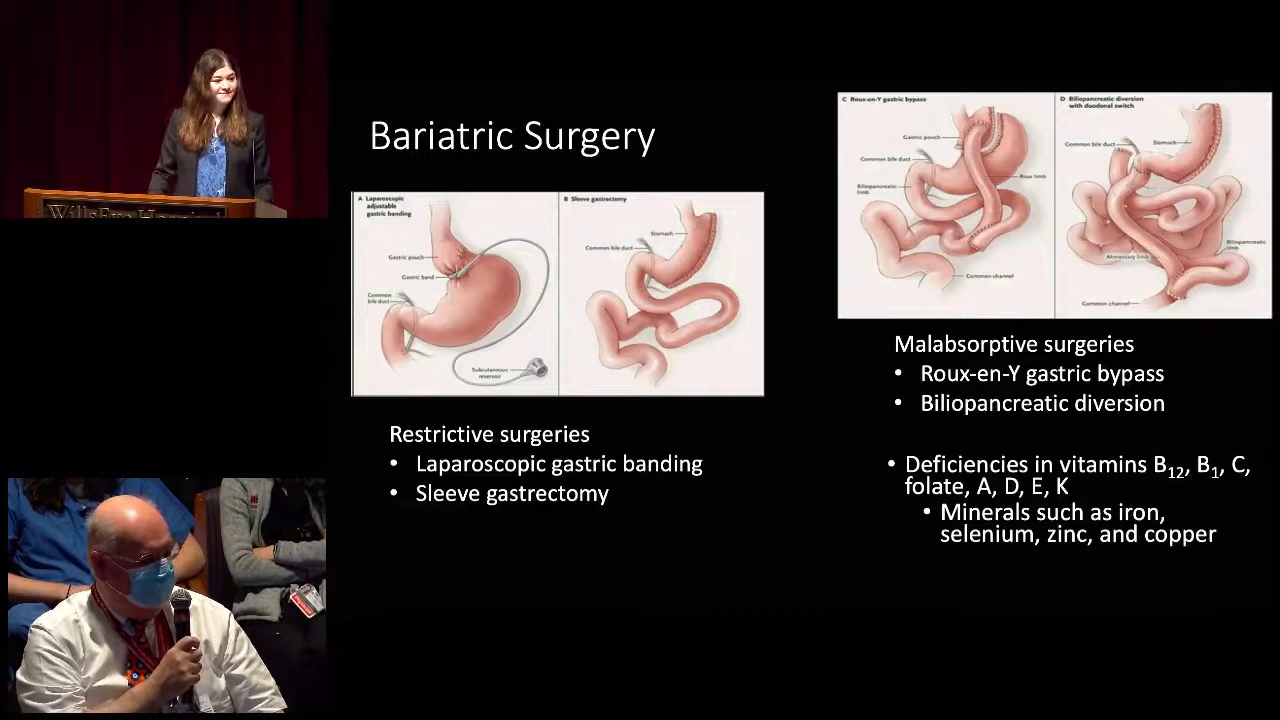 Wills Eye Hospital
Bariatric Surgery
A Laparoscopic
adjustable
gastric banding
Gastric pouch
Gastric band
Common
bile duct
Subcutaneous
reservoir
B Sleeve gastrectomy
Stomach
Common bile duct
Restrictive surgeries
• Laparoscopic gastric banding
• Sleeve gastrectomy
C Roux-en-Y gastric bypass
Gastric pouch
Common bile duct
Biliopancreatic
limb
Roux limb
Common channel
D Biliopancreatic diversion
with duodenal switch
Common bile duct
Stomach
Biliopancreatic
limb
Alimentary limb
Common channel
Malabsorptive surgeries
• Roux-en-Y gastric bypass
• Biliopancreatic diversion
• Deficiencies in vitamins B12, B1, C,
folate, A, D, E, K
• Minerals such as iron,
selenium, zinc, and copper